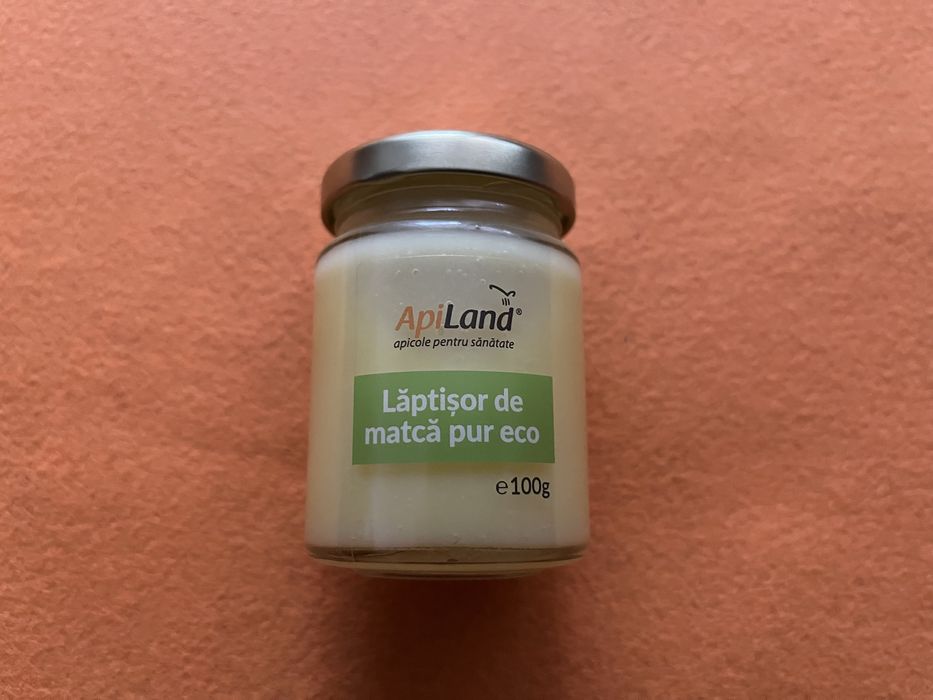 ApiLand®
apicole pentru sănătate
Lăptișor de
matcă pur eco
℮100g